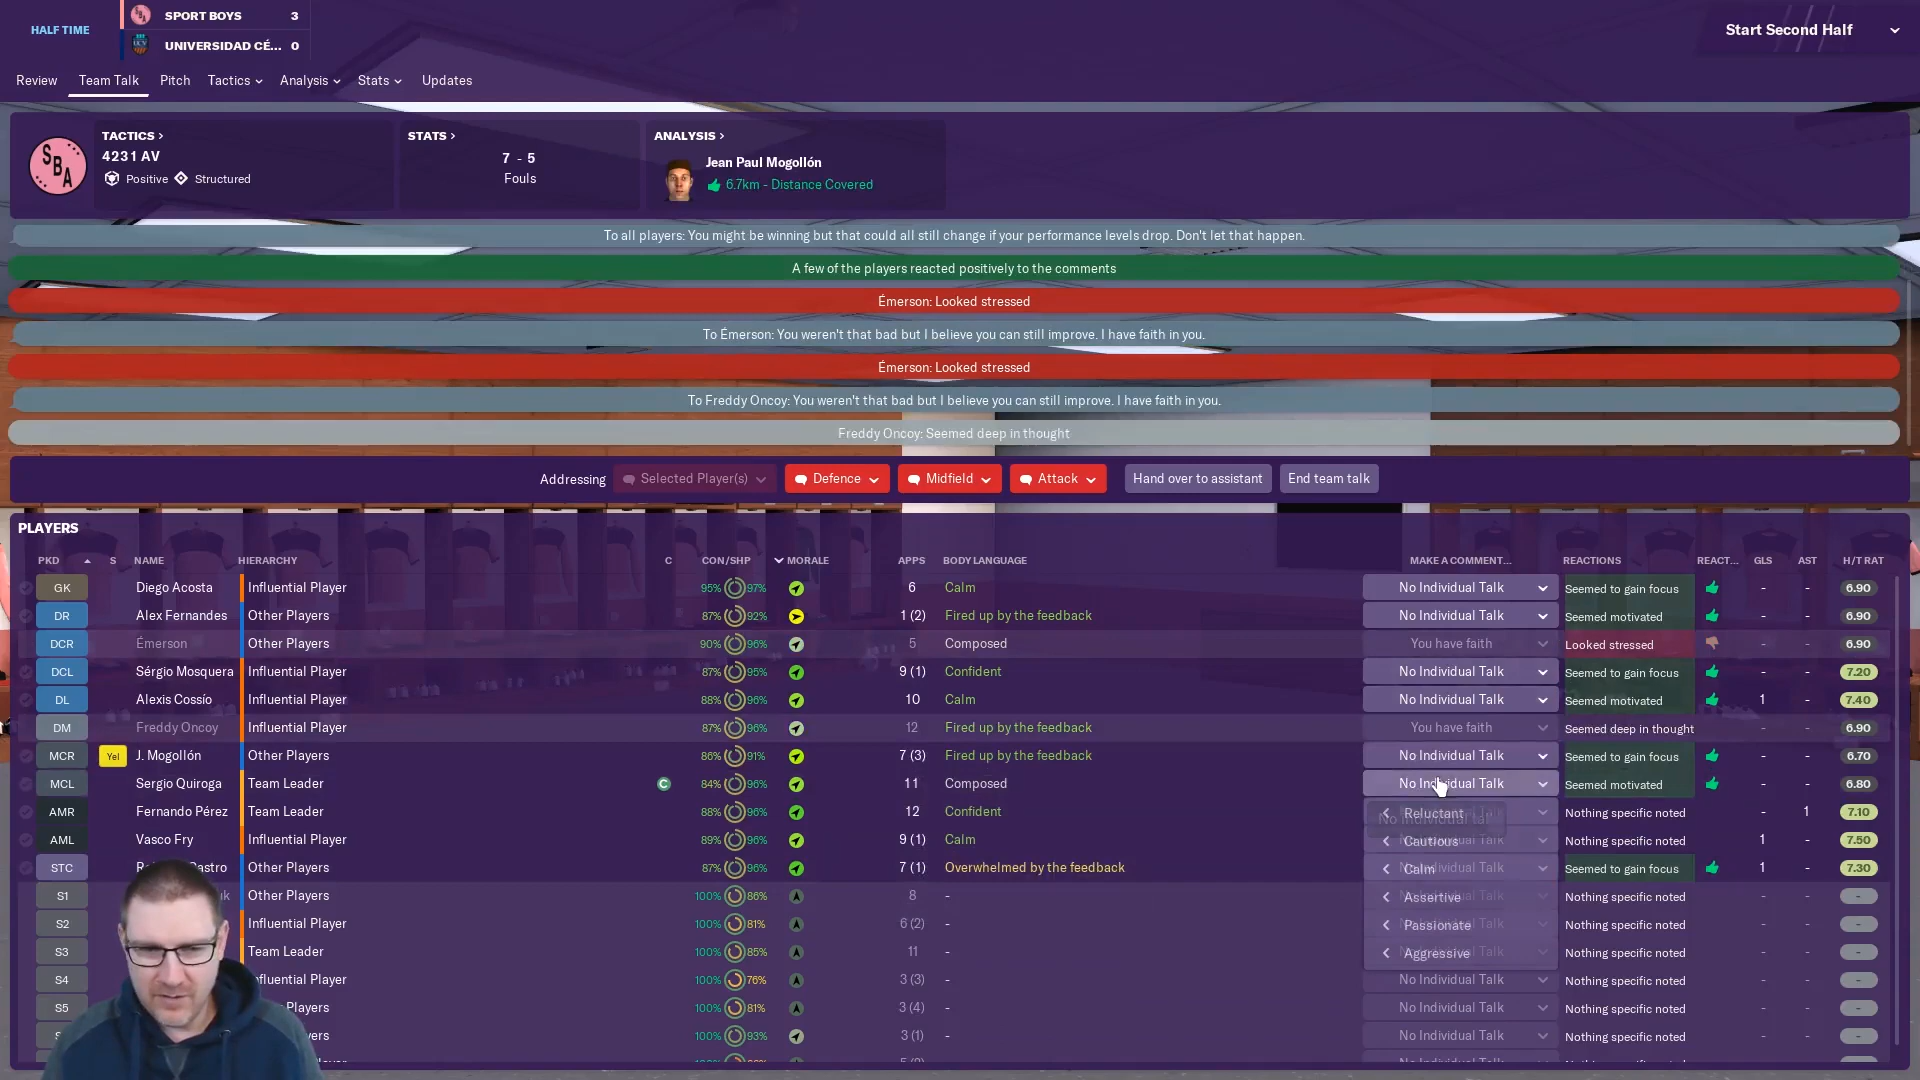 HALF TIME
SPORT BOYS 3
UNIVERSIDAD CÉ... 0
Start Second Half
Review Team Talk Pitch Tactics Analysis Stats Updates
TACTICS >
4231 AV
Positive Structured
STATS >
7 - 5
Fouls
ANALYSIS >
Jean Paul Mogollón
6.7km - Distance Covered
SBA
To all players: You might be winning but that could all still change if your performance levels drop. Don't let that happen.
A few of the players reacted positively to the comments
Émerson: Looked stressed
To Émerson: You weren't that bad but I believe you can still improve. I have faith in you.
Émerson: Looked stressed
To Freddy Oncoy: You weren't that bad but I believe you can still improve. I have faith in you.
Freddy Oncoy: Seemed deep in thought
Addressing Selected Player(s) Defence Midfield Attack Hand over to assistant End team talk
PLAYERS
PKD S NAME HIERARCHY C CON/SHP MORALE APPS BODY LANGUAGE MAKE A COMMENT... REACTIONS REACT... GLS AST H/T RAT
GK Diego Acosta Influential Player 95% 97% 6 Calm No Individual Talk Seemed to gain focus - - 6.90
DR Alex Fernandes Other Players 87% 92% 1 (2) Fired up by the feedback No Individual Talk Seemed motivated - - 6.90
DCR Émerson Other Players 90% 96% 5 Composed You have faith Looked stressed - - 6.90
DCL Sérgio Mosquera Influential Player 87% 95% 9 (1) Confident No Individual Talk Seemed to gain focus - - 7.20
DL Alexis Cossío Influential Player 88% 96% 10 Calm No Individual Talk Seemed motivated 1 - 7.40
DM Freddy Oncoy Influential Player 87% 96% 12 Fired up by the feedback You have faith Seemed deep in thought - - 6.90
MCR Yel J. Mogollón Other Players 86% 91% 7 (3) Fired up by the feedback No Individual Talk Seemed to gain focus - - 6.70
MCL Sergio Quiroga Team Leader C 84% 96% 11 Composed No Individual Talk Seemed motivated - - 6.80
AMR Fernando Pérez Team Leader 88% 96% 12 Confident Reluctant Nothing specific noted - 1 7.10
AML Vasco Fry Influential Player 89% 96% 9 (1) Calm Cautious Nothing specific noted 1 - 7.50
STC Castro Other Players 87% 96% 7 (1) Overwhelmed by the feedback Calm Seemed to gain focus 1 - 7.30
S1 Other Players 100% 86% 8 - Assertive Nothing specific noted - - -
S2 Influential Player 100% 81% 6 (2) - Passionate Nothing specific noted - - -
S3 Team Leader 100% 85% 11 - Aggressive Nothing specific noted - - -
S4 Influential Player 100% 76% 3 (3) - No Individual Talk Nothing specific noted - - -
S5 Players 100% 81% 3 (4) - No Individual Talk Nothing specific noted - - -
100% 93% 3 (1) - No Individual Talk Nothing specific noted - - -